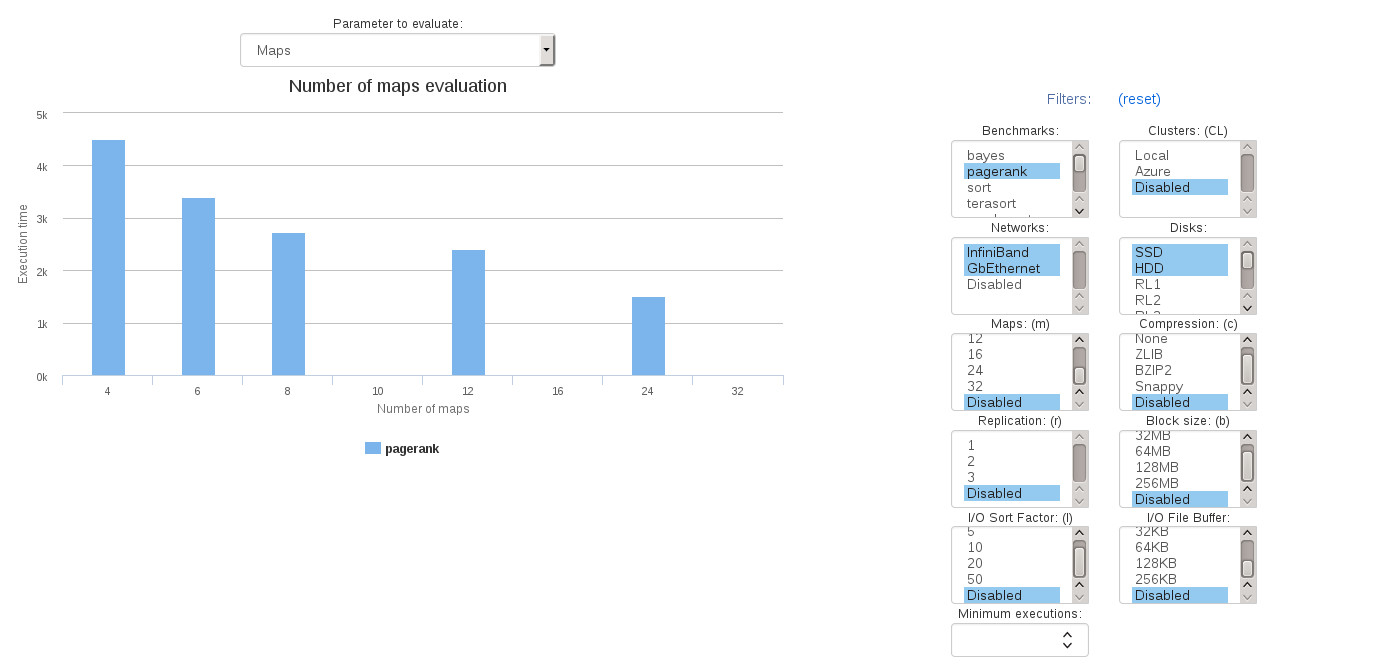 Parameter to evaluate:
Maps
Number of maps evaluation
5k
4k
3k
2k
1k
0k
Execution time
4 6 8 10 12 16 24 32
Number of maps
pagerank
Filters: (reset)
Benchmarks:
bayes
pagerank
sort
terasort
Clusters: (CL)
Local
Azure
Disabled
Networks:
InfiniBand
GbEthernet
Disabled
Disks:
SSD
HDD
RL1
RL2
Maps: (m)
12
16
24
32
Disabled
Compression: (c)
None
ZLIB
BZIP2
Snappy
Disabled
Replication: (r)
1
2
3
Disabled
Block size: (b)
32MB
64MB
128MB
256MB
Disabled
I/O Sort Factor: (I)
5
10
20
50
Disabled
I/O File Buffer:
32KB
64KB
128KB
256KB
Disabled
Minimum executions: